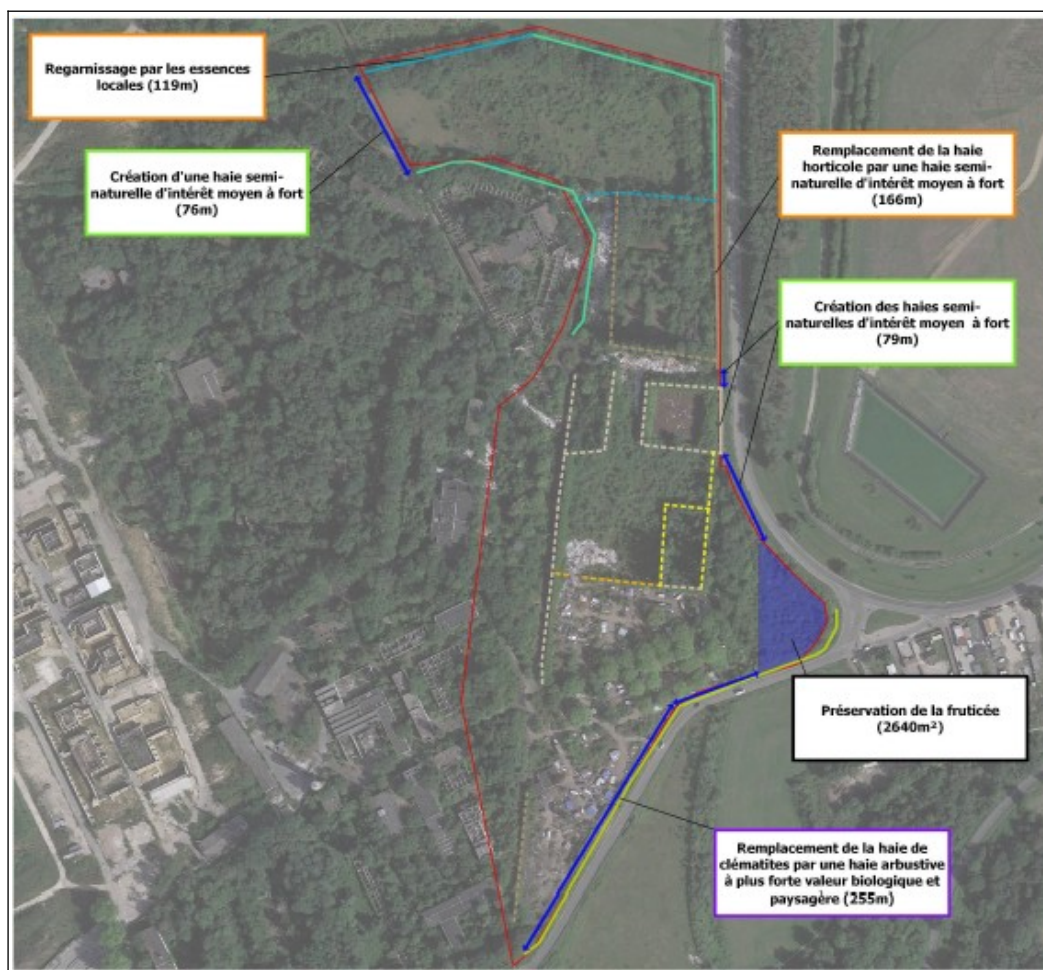 Regarnissage par les essences
locales (119m)
Création d'une haie semi-
naturelle d'intérêt moyen à fort
(76m)
Remplacement de la haie
horticole par une haie semi-
naturelle d'intérêt moyen à fort
(166m)
Création des haies semi-
naturelles d'intérêt moyen à fort
(79m)
Préservation de la fruticée
(2640m²)
Remplacement de la haie de
clématites par une haie arbustive
à plus forte valeur biologique et
paysagère (255m)